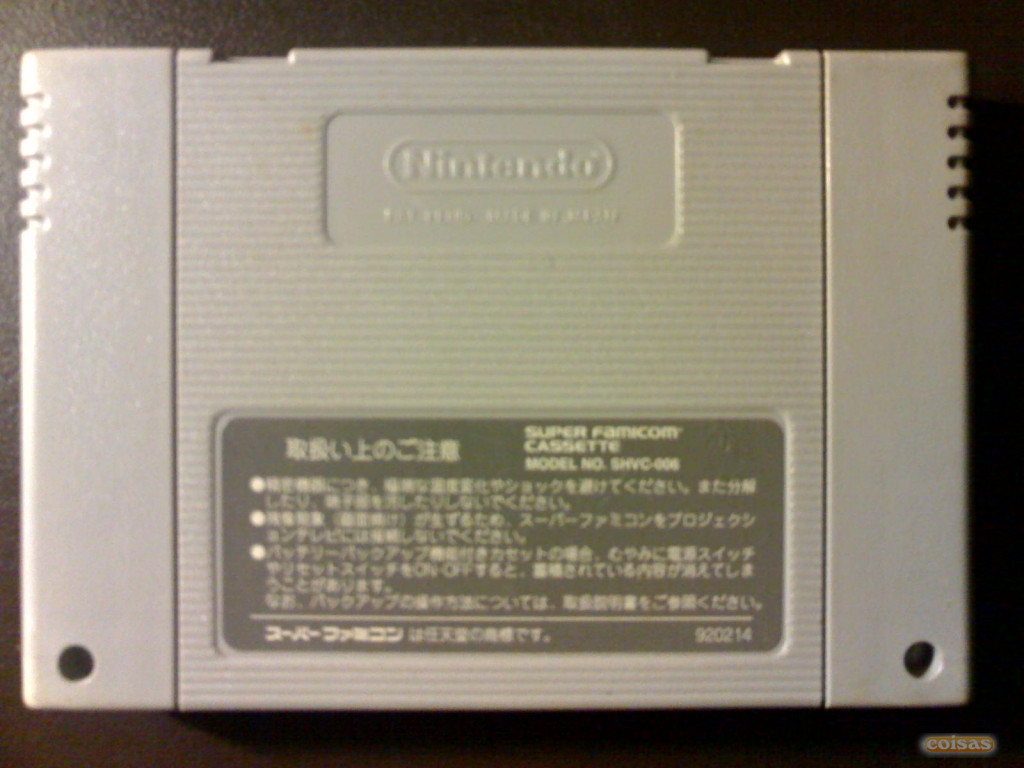 Nintendo
取扱い上のご注意
SUPER FAMICOM
CASSETTE
MODEL NO. SHVC-006
●精密機器につき、極端な温度変化やショックを避けてください。また分解
したり、端子部を汚したりしないでください。
●残像現象(画面焼け)が生ずるため、スーパーファミコンをプロジェクシ
ョンテレビには接続しないでください。
●バッテリーバックアップ機能付きカセットの場合、むやみに電源スイッチ
やリセットスイッチをON-OFFすると、蓄積されている内容が消えてしま
うことがあります。
なお、バックアップの操作方法については、取扱説明書をご参照ください。
スーパーファミコンは任天堂の商標です。
920214
coisas